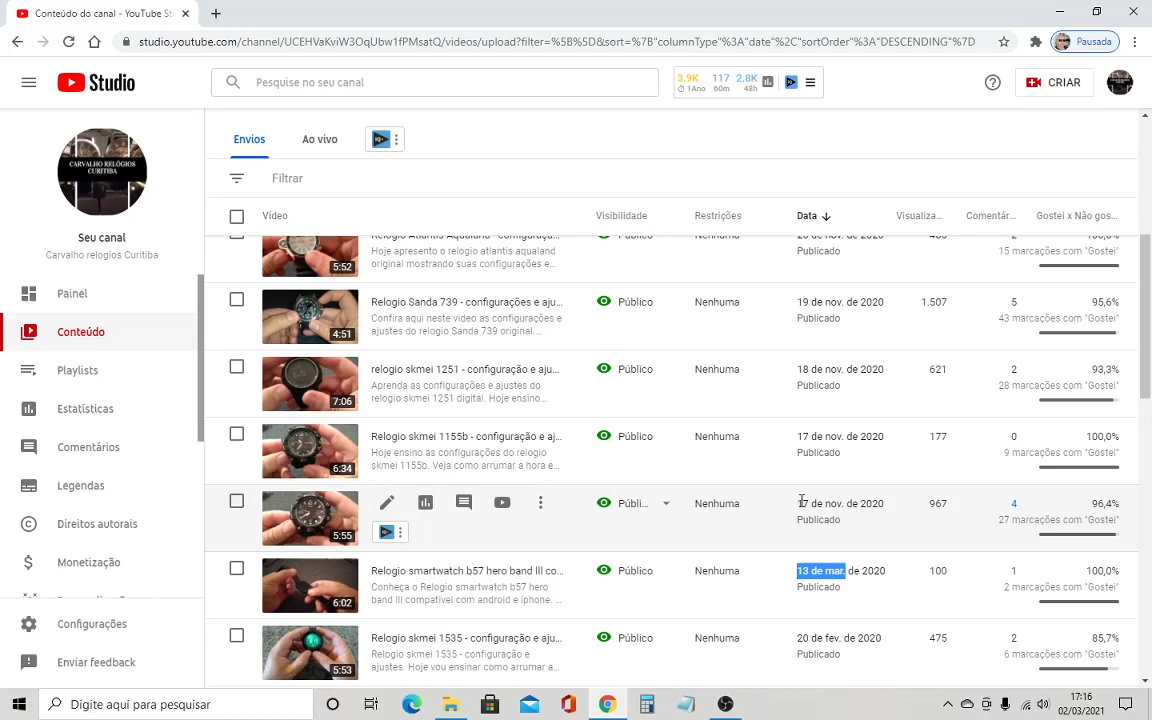 Conteúdo do canal - YouTube St
studio.youtube.com/channel/UCEHVaKviW3OqUbw1fPMsatQ/videos/upload?filter=%5B%5D&sort=%7B"columnType"%3A"date"%2C"sortOrder"%3A"DESCENDING"%7D
Pausada
Studio
Pesquise no seu canal
3.9K 117 2.8K
1Ano 60m 48h
CRIAR
CARVALHO RELÓGIOS
CURITIBA
Seu canal
Carvalho relogios Curitiba
Painel
Conteúdo
Playlists
Estatísticas
Comentários
Legendas
Direitos autorais
Monetização
Configurações
Enviar feedback
Envios
Ao vivo
Filtrar
Vídeo
Visibilidade
Restrições
Data
Visualiza...
Comentár...
Gostei x Não gos...
5:52
Hoje apresento o relogio atlantis aqualand
original mostrando suas configurações e...
Publicado
15 marcações com "Gostei"
4:51
Relogio Sanda 739 - configurações e aju...
Confira aqui neste video as configurações e
ajustes do relogio Sanda 739 original....
Público
Nenhuma
19 de nov. de 2020
Publicado
1.507
5
95,6%
43 marcações com "Gostei"
7:06
relogio skmei 1251 - configuração e aju...
Aprenda as configurações e ajustes do
relogio skmei 1251 digital. Hoje ensino...
Público
Nenhuma
18 de nov. de 2020
Publicado
621
2
93,3%
28 marcações com "Gostei"
6:34
Relogio skmei 1155b - configuração e aj...
Hoje ensino as configurações do
relogio skmei 1155b. Veja como arrumar a hora e...
Público
Nenhuma
17 de nov. de 2020
Publicado
177
0
100,0%
9 marcações com "Gostei"
5:55
Públi...
Nenhuma
17 de nov. de 2020
Publicado
967
4
96,4%
27 marcações com "Gostei"
6:02
Relogio smartwatch b57 hero band lll co...
Conheça o Relogio smartwatch b57 hero
band lll compativel com android e iphone. ...
Público
Nenhuma
13 de mar. de 2020
Publicado
100
1
100,0%
2 marcações com "Gostei"
5:53
Relogio skmei 1535 - configuração e aju...
Relogio skmei 1535 - configuração e
ajustes. Hoje vou ensinar como arrumar a...
Público
Nenhuma
20 de fev. de 2020
Publicado
475
2
85,7%
6 marcações com "Gostei"
Digite aqui para pesquisar
17:16
02/03/2021